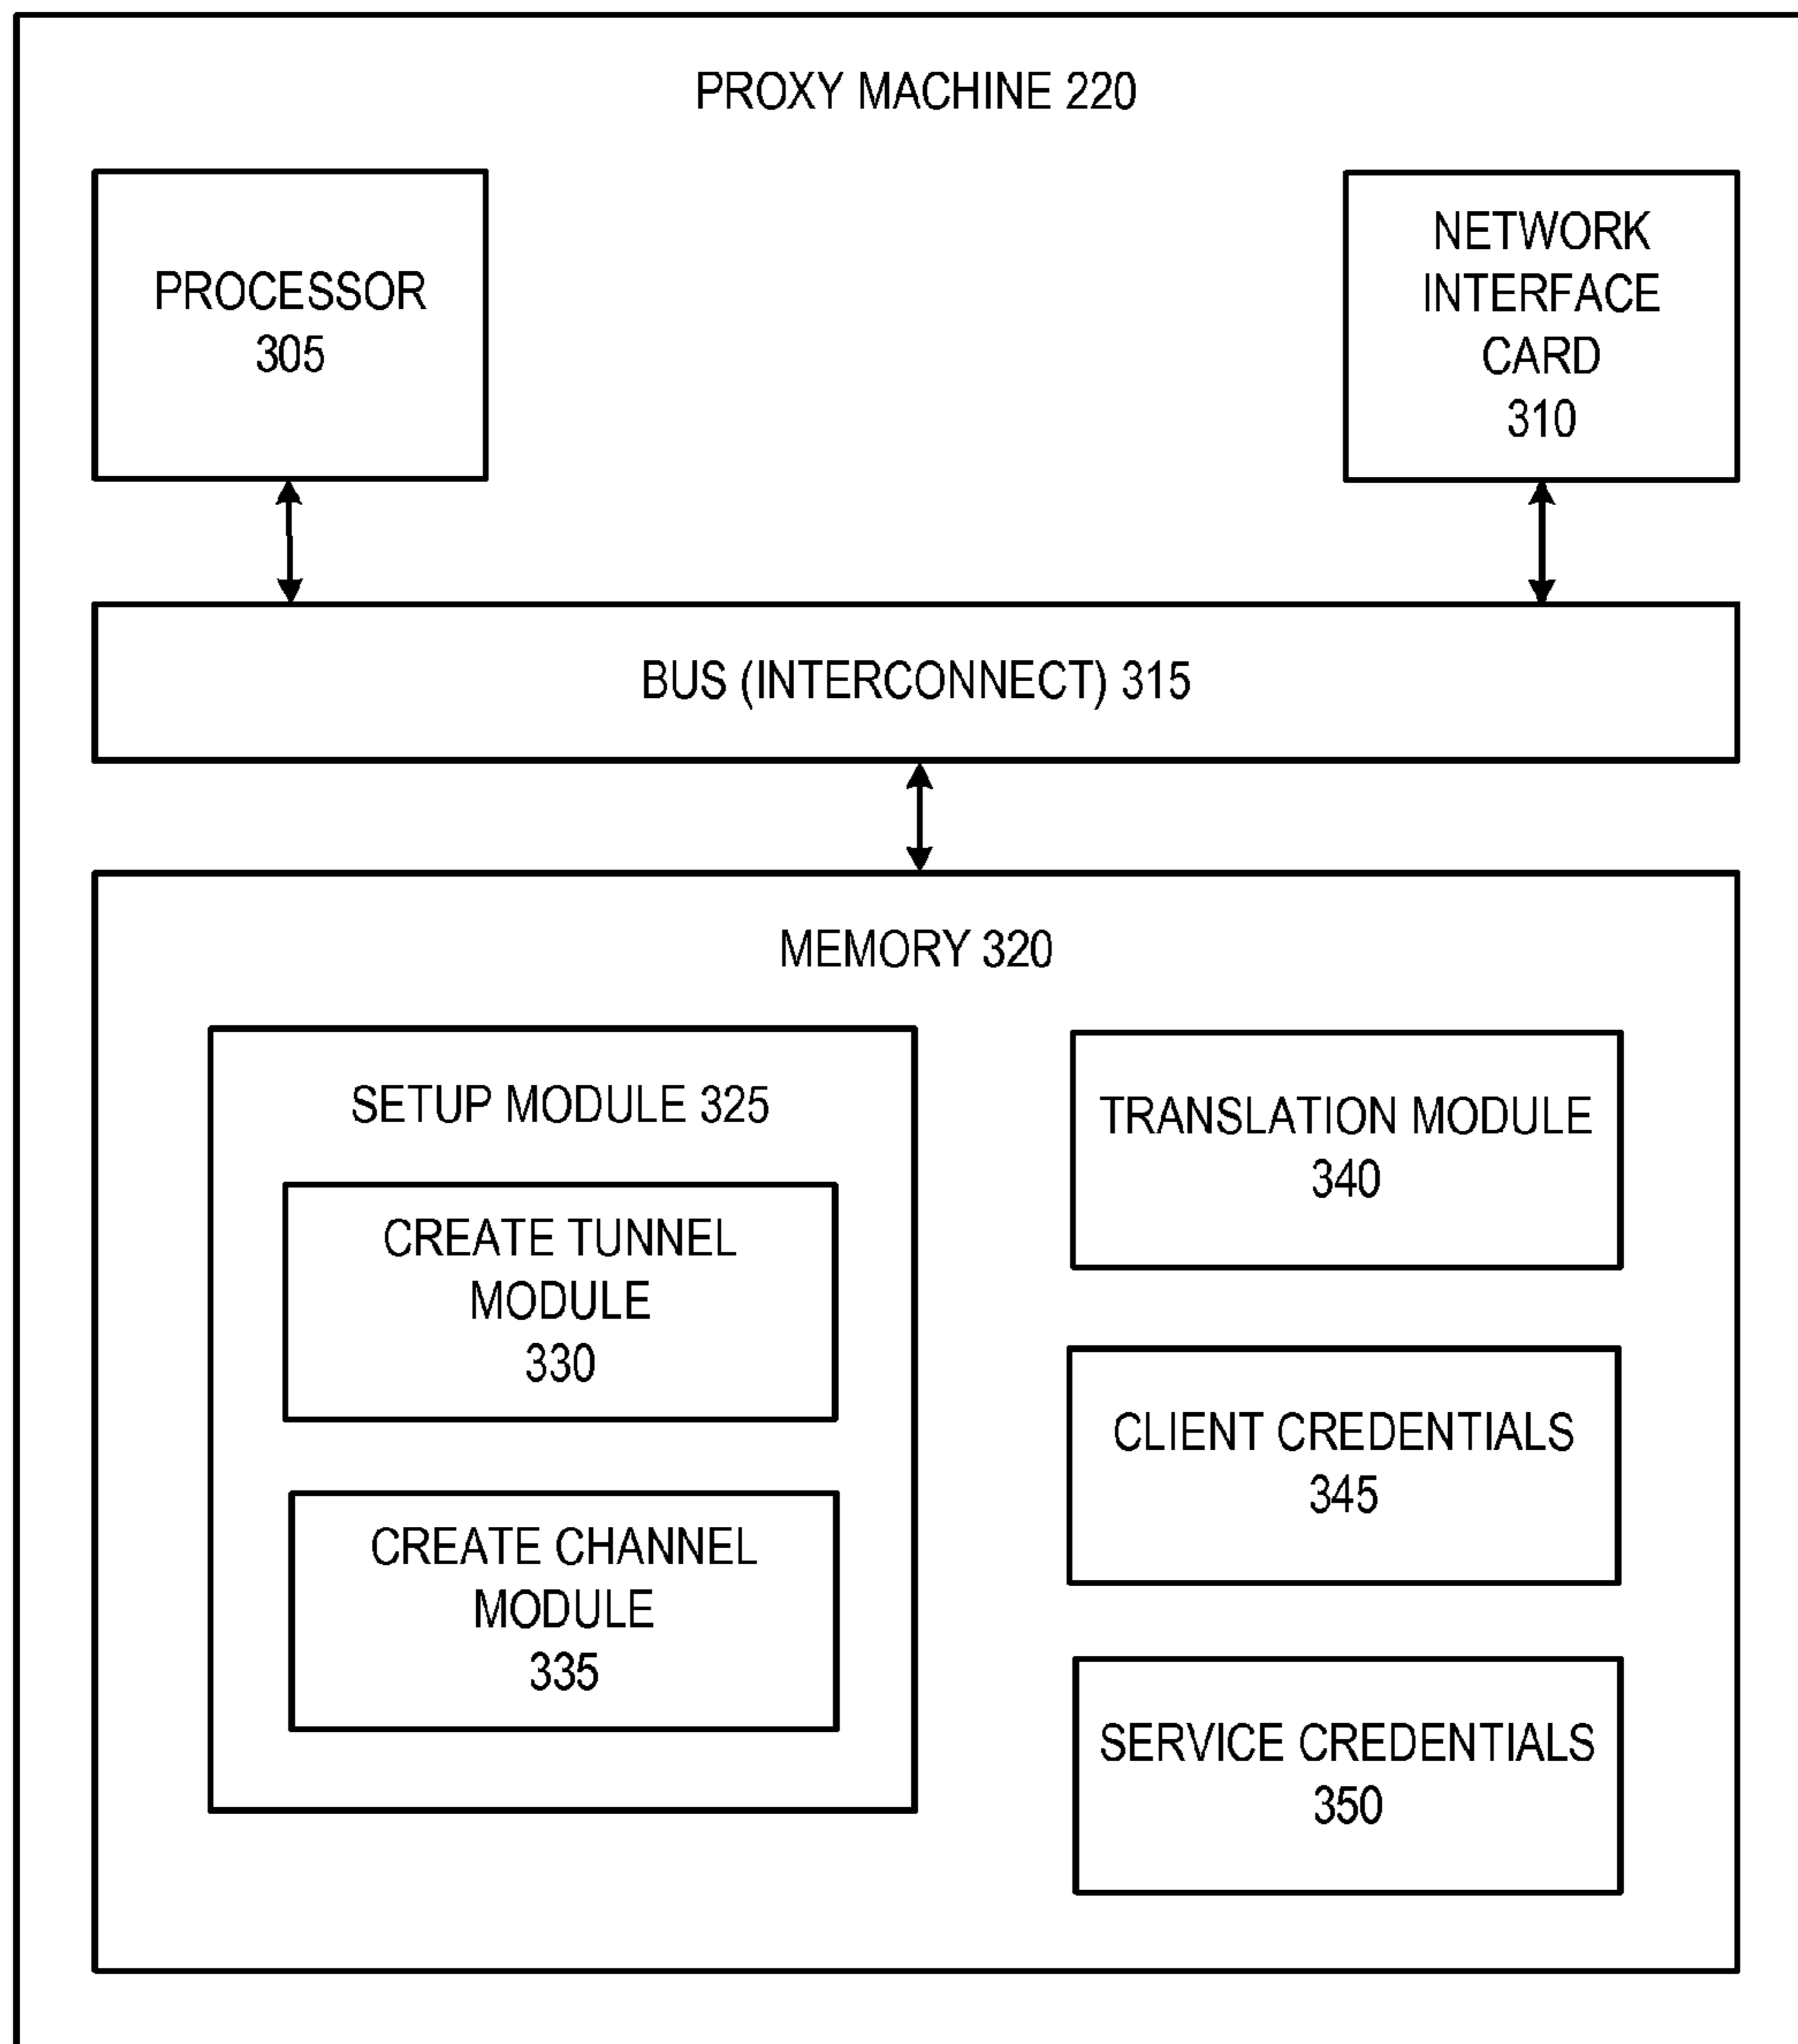 PROXY MACHINE 220
PROCESSOR
305
NETWORK
INTERFACE
CARD
310
BUS (INTERCONNECT) 315
MEMORY 320
SETUP MODULE 325
CREATE TUNNEL
MODULE
330
CREATE CHANNEL
MODULE
335
TRANSLATION MODULE
340
CLIENT CREDENTIALS
345
SERVICE CREDENTIALS
350